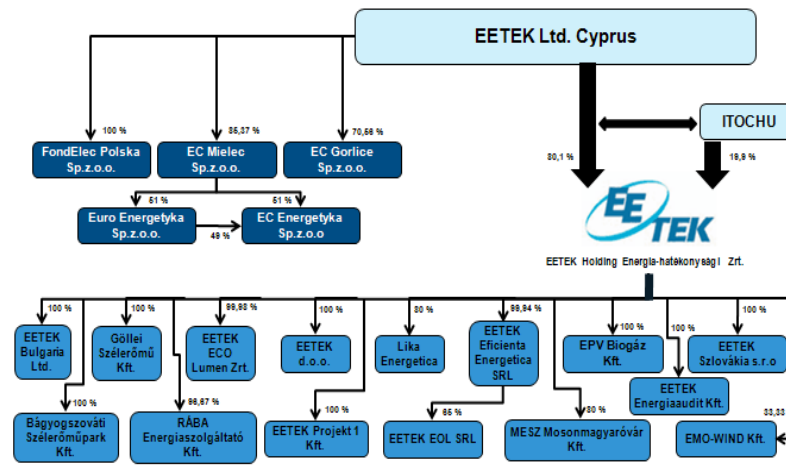 EETEK Ltd. Cyprus
ITOCHU
100 %
85,37 %
70,56 %
FondElec Polska
Sp.z.o.o.
EC Mielec
Sp.z.o.o.
EC Gorlice
Sp.z.o.o.
80,1 %
19,9 %
51 %
51 %
Euro Energetyka
Sp.z.o.o.
49 %
EC Energetyka
Sp.z.o.o
EE TEK
EETEK Holding Energia-hatékonysági Zrt.
100 %
100 %
99,98 %
100 %
80 %
99,94 %
100 %
100 %
100 %
EETEK
Bulgaria
Ltd.
Göllei
Szélerőmű
Kft.
EETEK
ECO
Lumen Zrt.
EETEK
d.o.o.
Lika
Energetica
EETEK
Eficienta
Energetica
SRL
EPV Biogáz
Kft.
EETEK
Szlovákia s.r.o
EETEK
Energiaaudit Kft.
100 %
96,67 %
100 %
65 %
80 %
33,33
Bágyogszováti
Szélerőműpark
Kft.
RÁBA
Energiaszolgáltató
Kft.
EETEK Projekt 1
Kft.
EETEK EOL SRL
MESZ Mosonmagyaróvár
Kft.
EMO-WIND Kft.